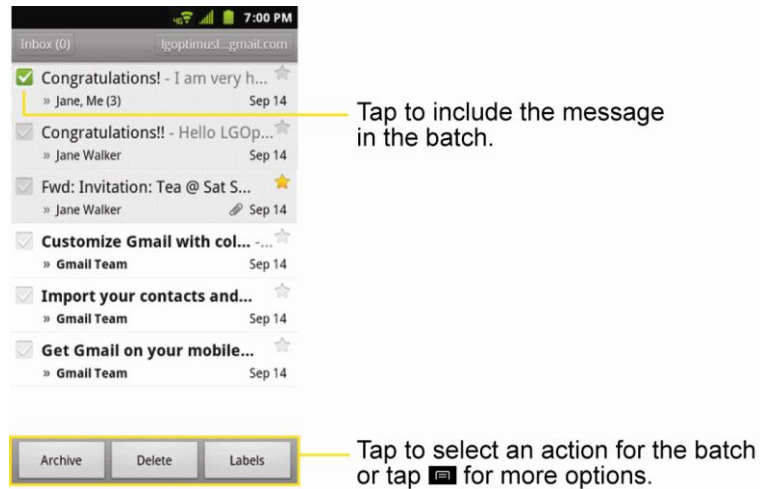 4G 7:00 PM
Inbox (0) lgoptimusl...gmail.com
Congratulations! - I am very h...
» Jane, Me (3) Sep 14
Tap to include the message
in the batch.
Congratulations!! - Hello LGOp...
» Jane Walker Sep 14
Fwd: Invitation: Tea @ Sat S...
» Jane Walker Sep 14
Customize Gmail with col... -...
» Gmail Team Sep 14
Import your contacts and...
» Gmail Team Sep 14
Get Gmail on your mobile...
» Gmail Team Sep 14
Archive Delete Labels
Tap to select an action for the batch
or tap for more options.